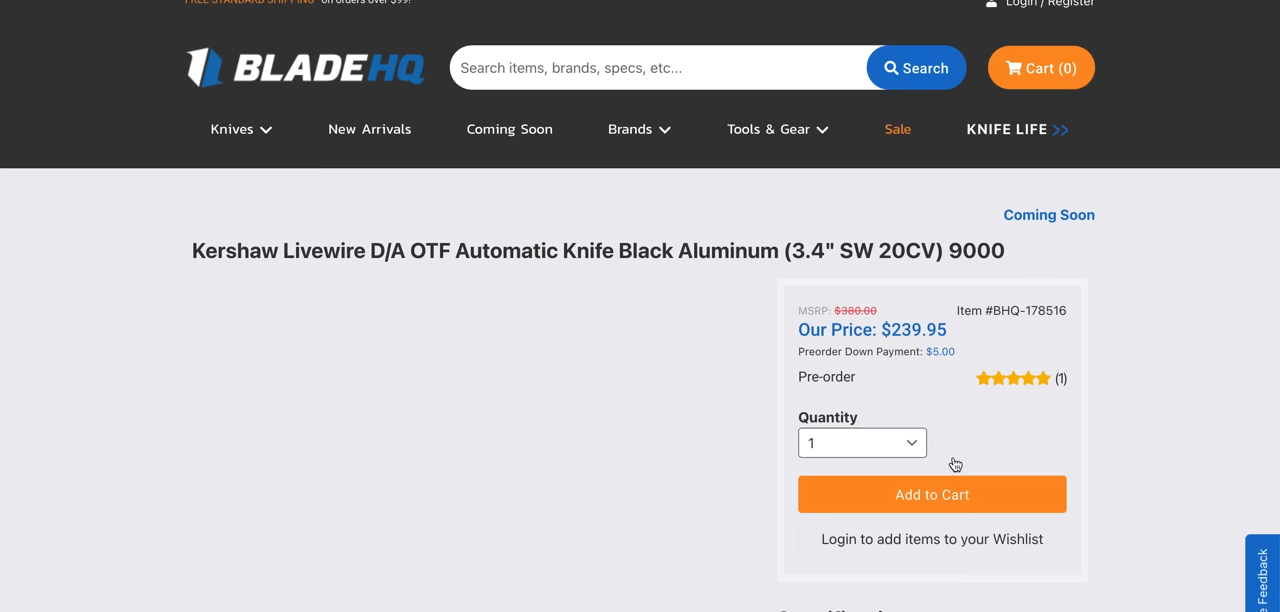 FREE STANDARD SHIPPING on orders over $99!
Login / Register
BLADEHQ
Search items, brands, specs, etc...
Search
Cart (0)
Knives
New Arrivals
Coming Soon
Brands
Tools & Gear
Sale
KNIFE LIFE >>
Coming Soon
Kershaw Livewire D/A OTF Automatic Knife Black Aluminum (3.4" SW 20CV) 9000
MSRP: $380.00
Item #BHQ-178516
Our Price: $239.95
Preorder Down Payment: $5.00
Pre-order
(1)
Quantity
1
Add to Cart
Login to add items to your Wishlist
Feedback